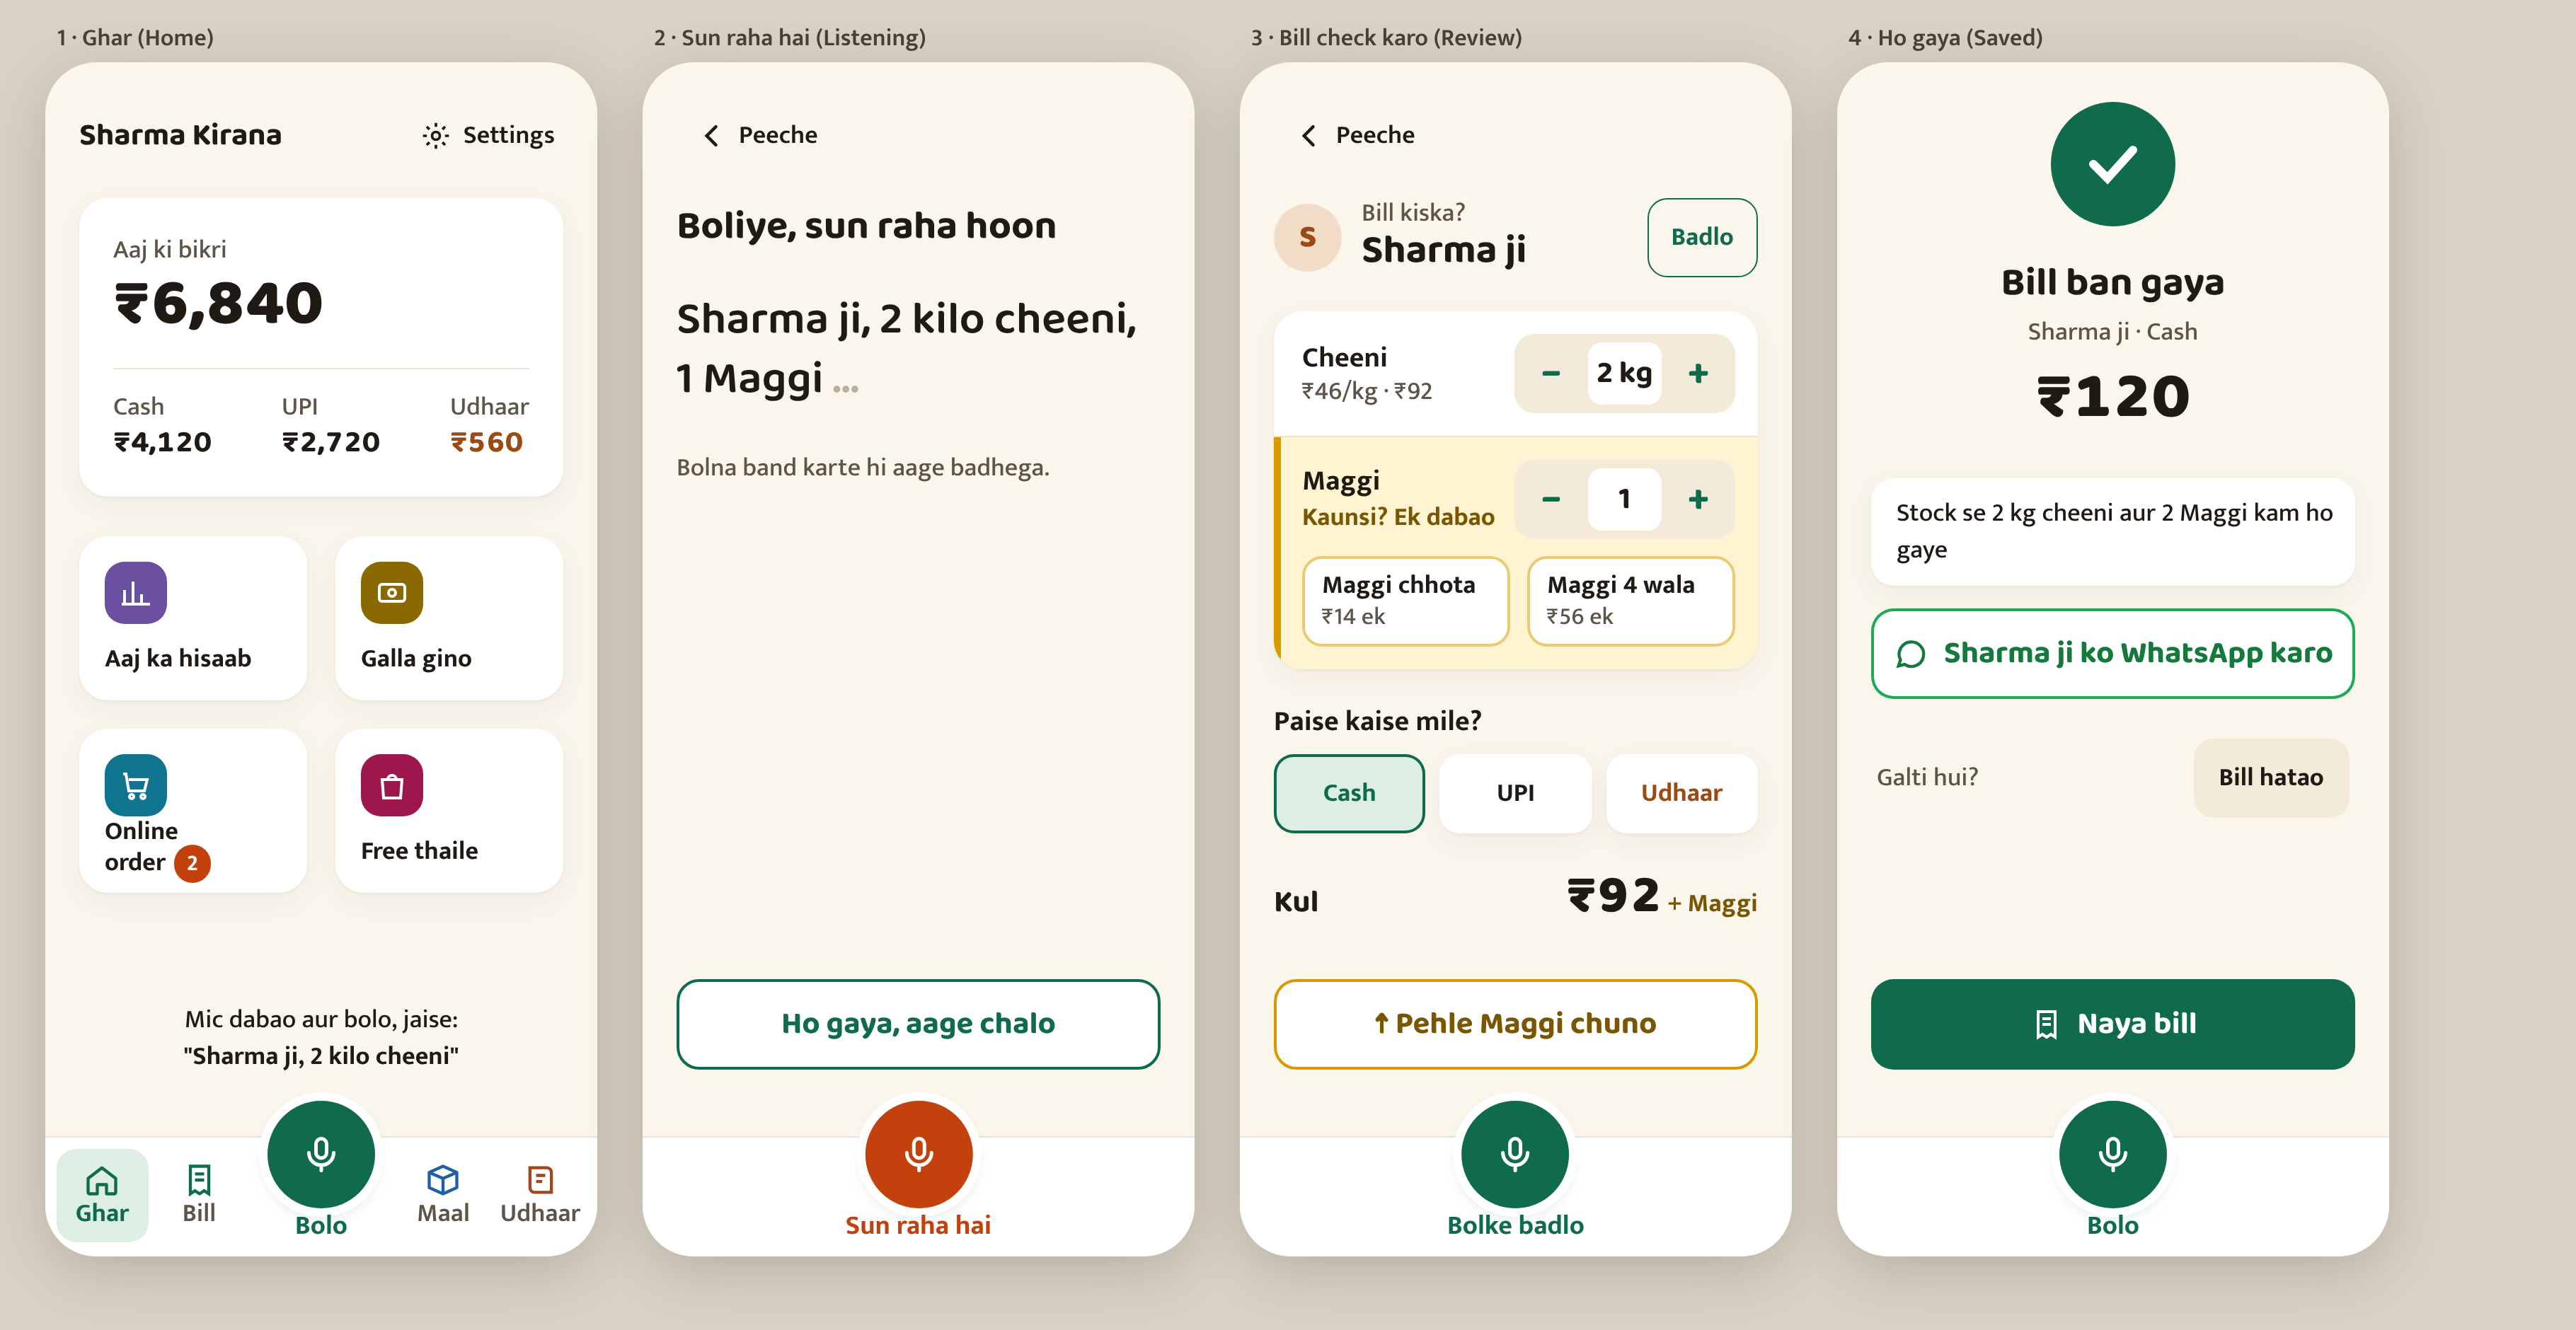 1 · Ghar (Home)
Sharma Kirana
Settings
Aaj ki bikri
₹6,840
Cash
UPI
Udhaar
₹4,120
₹2,720
₹560
Aaj ka hisaab
Galla gino
Online
order 2
Free thaile
Mic dabao aur bolo, jaise:
"Sharma ji, 2 kilo cheeni"
Ghar
Bill
Bolo
Maal
Udhaar
2 · Sun raha hai (Listening)
Peeche
Boliye, sun raha hoon
Sharma ji, 2 kilo cheeni,
1 Maggi ...
Bolna band karte hi aage badhega.
Ho gaya, aage chalo
Sun raha hai
3 · Bill check karo (Review)
Peeche
S
Bill kiska?
Sharma ji
Badlo
Cheeni
₹46/kg · ₹92
− 2 kg +
Maggi
Kaunsi? Ek dabao
− 1 +
Maggi chhota
₹14 ek
Maggi 4 wala
₹56 ek
Paise kaise mile?
Cash
UPI
Udhaar
Kul
₹92 + Maggi
↑ Pehle Maggi chuno
Bolke badlo
4 · Ho gaya (Saved)
Bill ban gaya
Sharma ji · Cash
₹120
Stock se 2 kg cheeni aur 2 Maggi kam ho
gaye
Sharma ji ko WhatsApp karo
Galti hui?
Bill hatao
Naya bill
Bolo